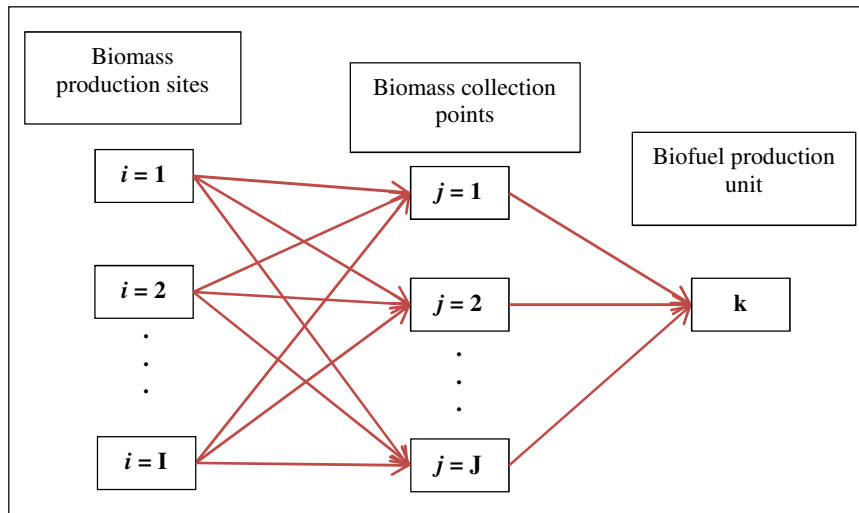 Biomass
production sites
Biomass collection
points
Biofuel production
unit
i = 1
j = 1
i = 2
j = 2
k
.
.
.
.
.
.
i = I
j = J